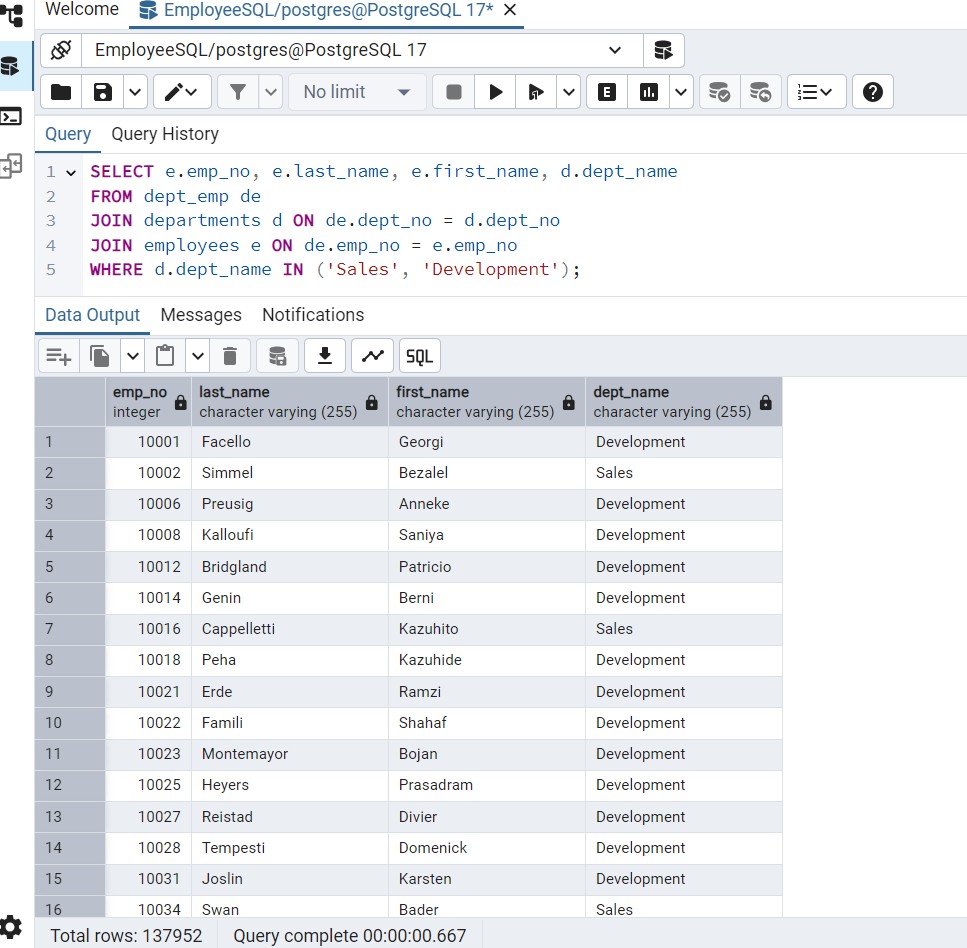 Welcome EmployeeSQL/postgres@PostgreSQL 17*
EmployeeSQL/postgres@PostgreSQL 17
No limit E
Query Query History
1 SELECT e.emp_no, e.last_name, e.first_name, d.dept_name
2 FROM dept_emp de
3 JOIN departments d ON de.dept_no = d.dept_no
4 JOIN employees e ON de.emp_no = e.emp_no
5 WHERE d.dept_name IN ('Sales', 'Development');
Data Output Messages Notifications
SQL
emp_no last_name first_name dept_name
integer character varying (255) character varying (255) character varying (255)
1 10001 Facello Georgi Development
2 10002 Simmel Bezalel Sales
3 10006 Preusig Anneke Development
4 10008 Kalloufi Saniya Development
5 10012 Bridgland Patricio Development
6 10014 Genin Berni Development
7 10016 Cappelletti Kazuhito Sales
8 10018 Peha Kazuhide Development
9 10021 Erde Ramzi Development
10 10022 Famili Shahaf Development
11 10023 Montemayor Bojan Development
12 10025 Heyers Prasadram Development
13 10027 Reistad Divier Development
14 10028 Tempesti Domenick Development
15 10031 Joslin Karsten Development
16 10034 Swan Bader Sales
Total rows: 137952 Query complete 00:00:00.667